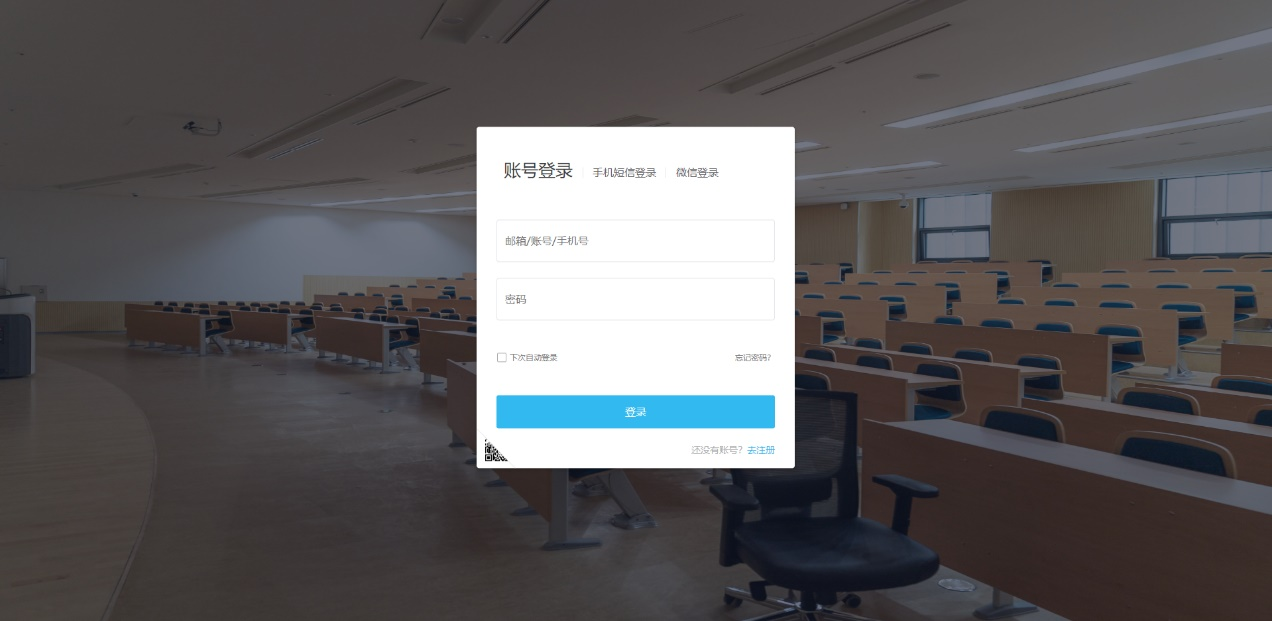 账号登录 手机短信登录 微信登录
邮箱/账号/手机号
密码
下次自动登录 忘记密码?
登录
还没有账号? 去注册